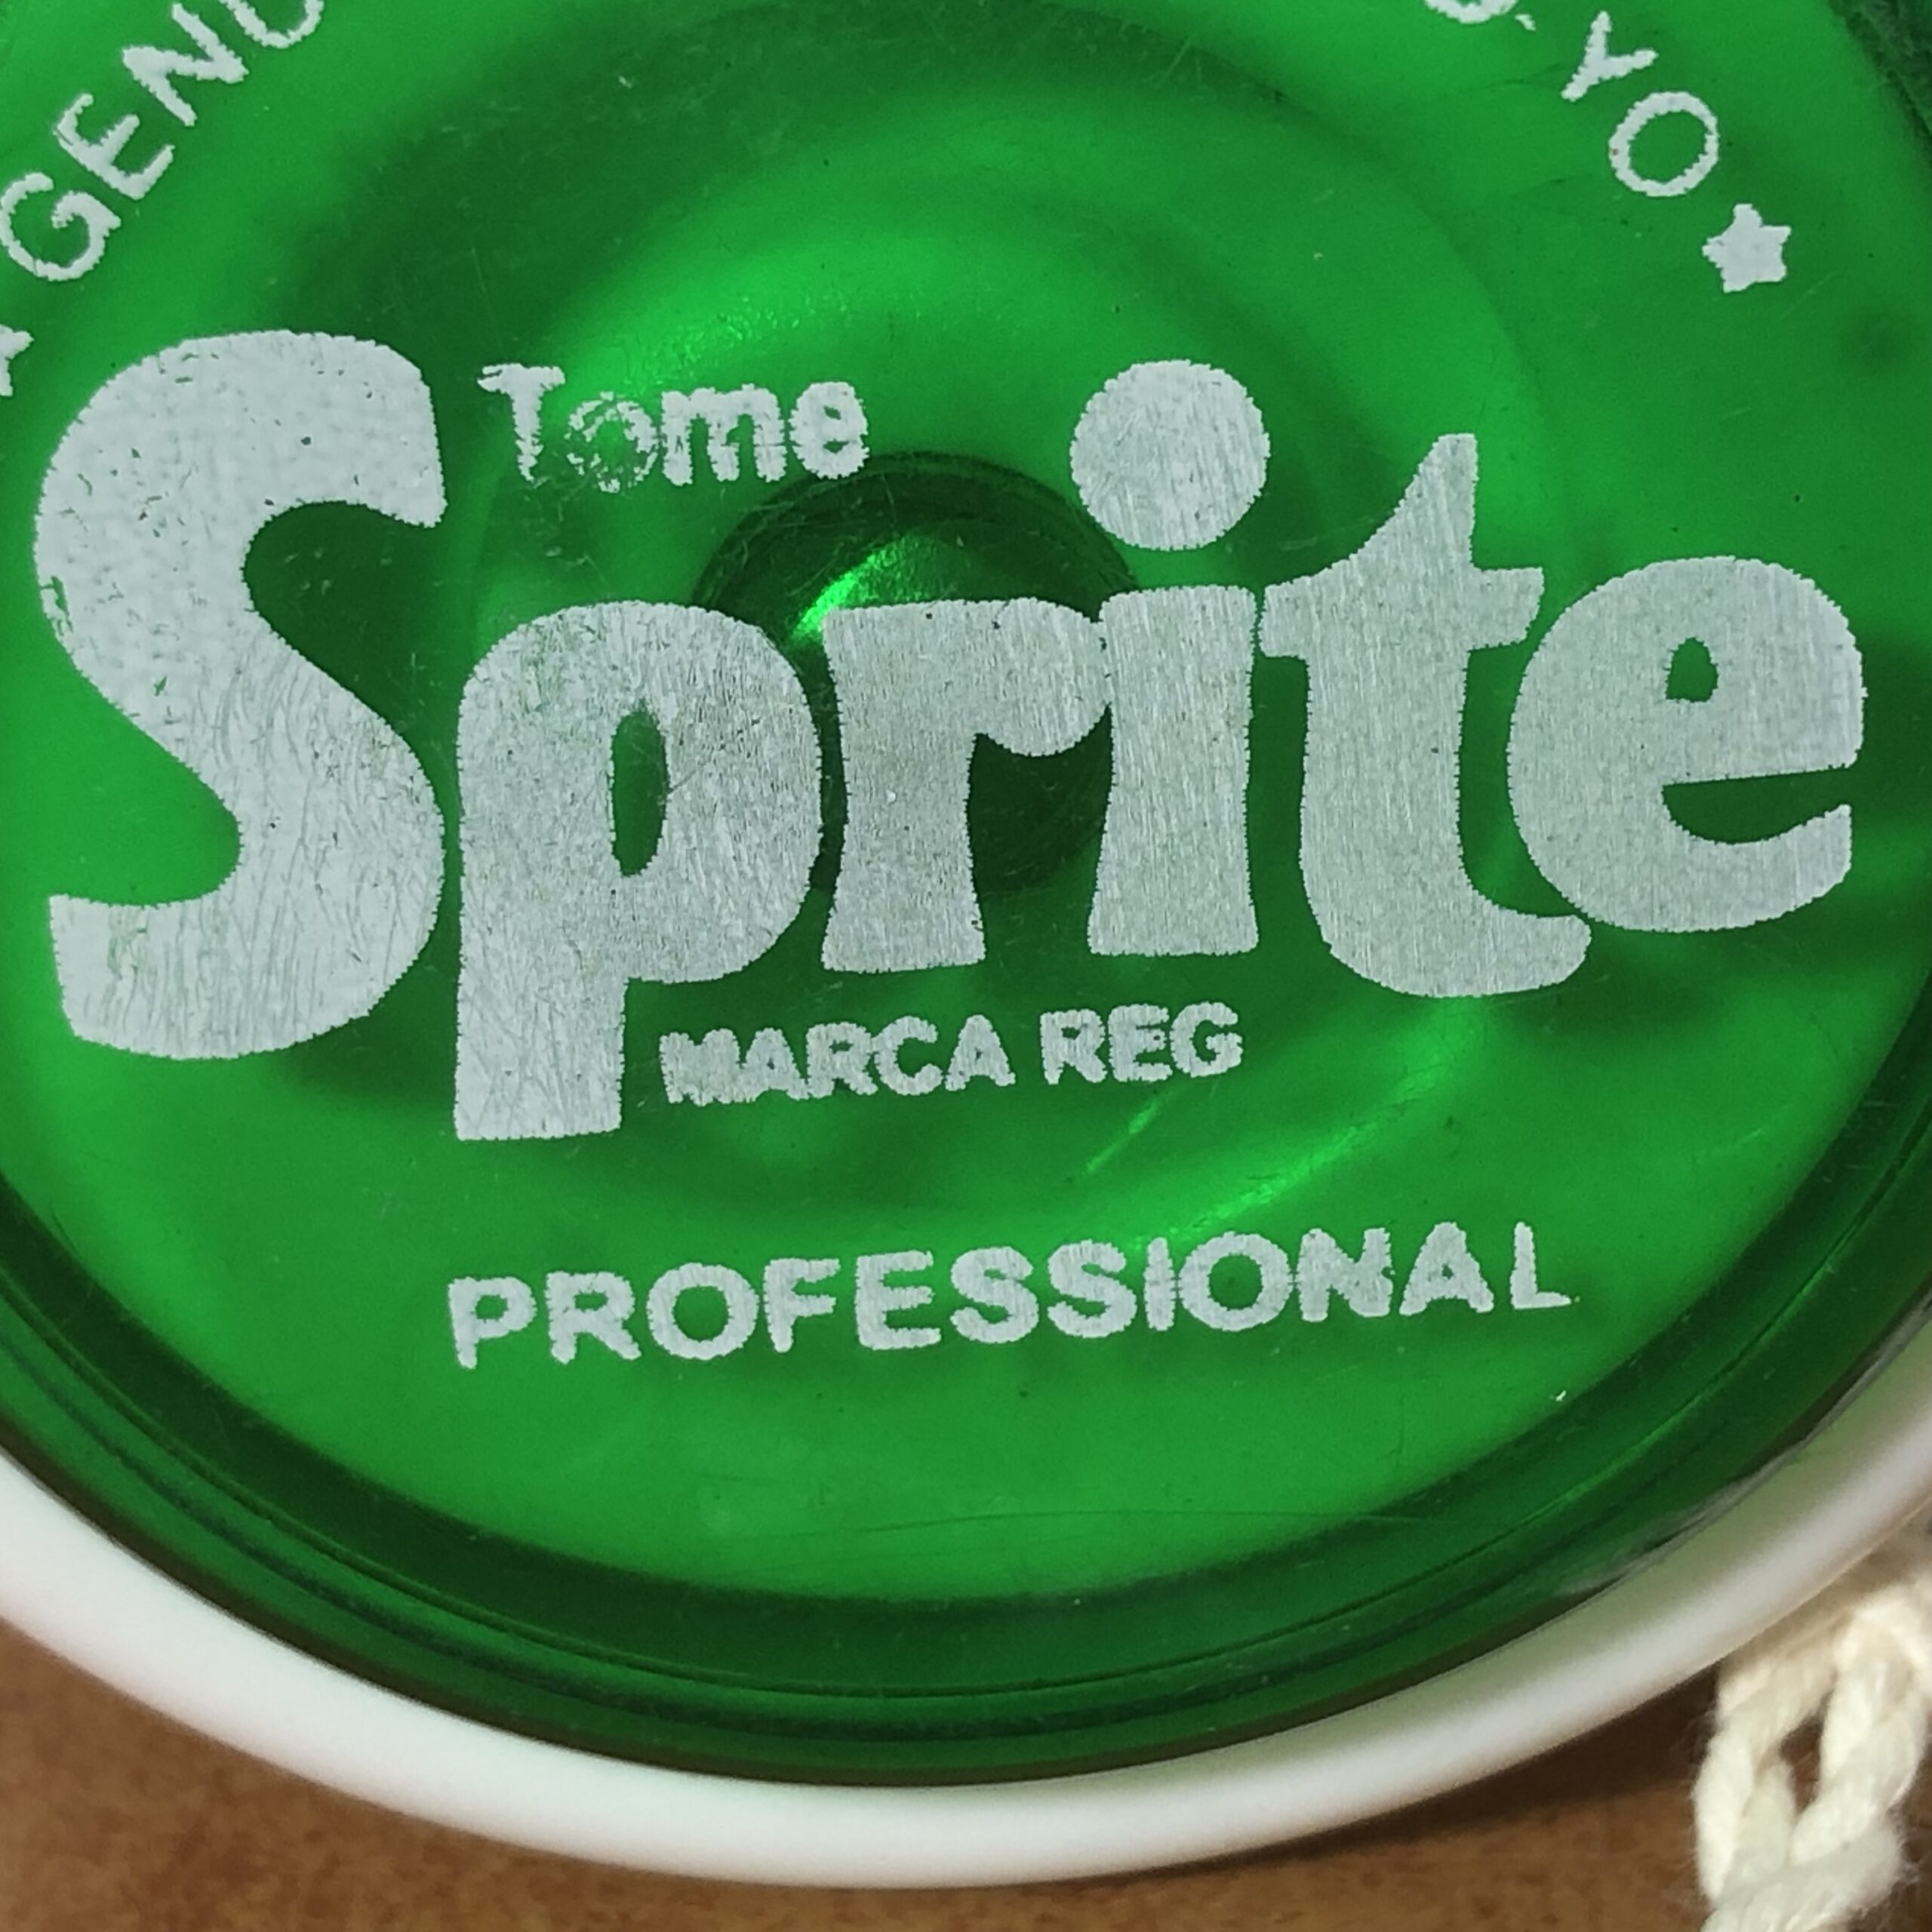 Tome
Sprite
MARCA REG
PROFESSIONAL